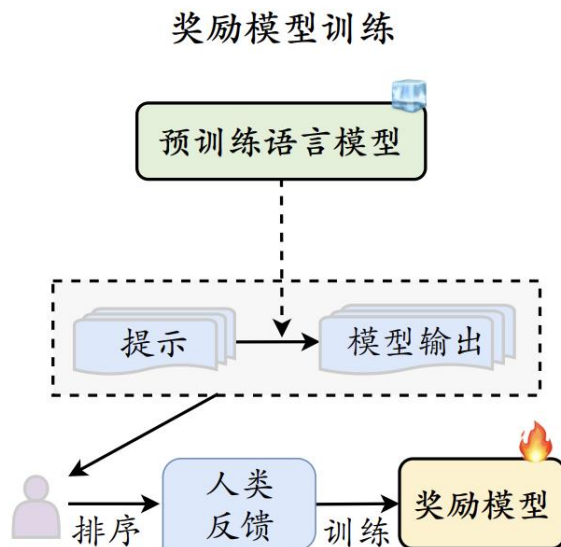 奖励模型训练
预训练语言模型
提示
模型输出
人类
反馈
奖励模型
排序
训练